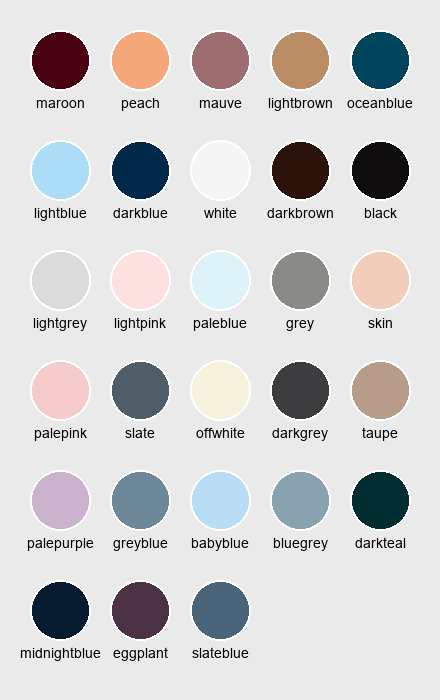 maroon peach mauve lightbrown oceanblue
lightblue darkblue white darkbrown black
lightgrey lightpink paleblue grey skin
palepink slate offwhite darkgrey taupe
palepurple greyblue babyblue bluegrey darkteal
midnightblue eggplant slateblue